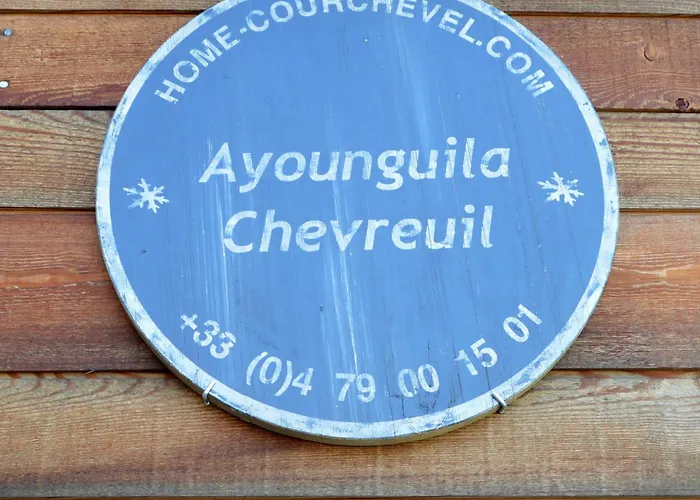 HOME-COURCHEVEL.COM
Ayounguila
Chevreuil
+33 (0)4 79 00 15 01